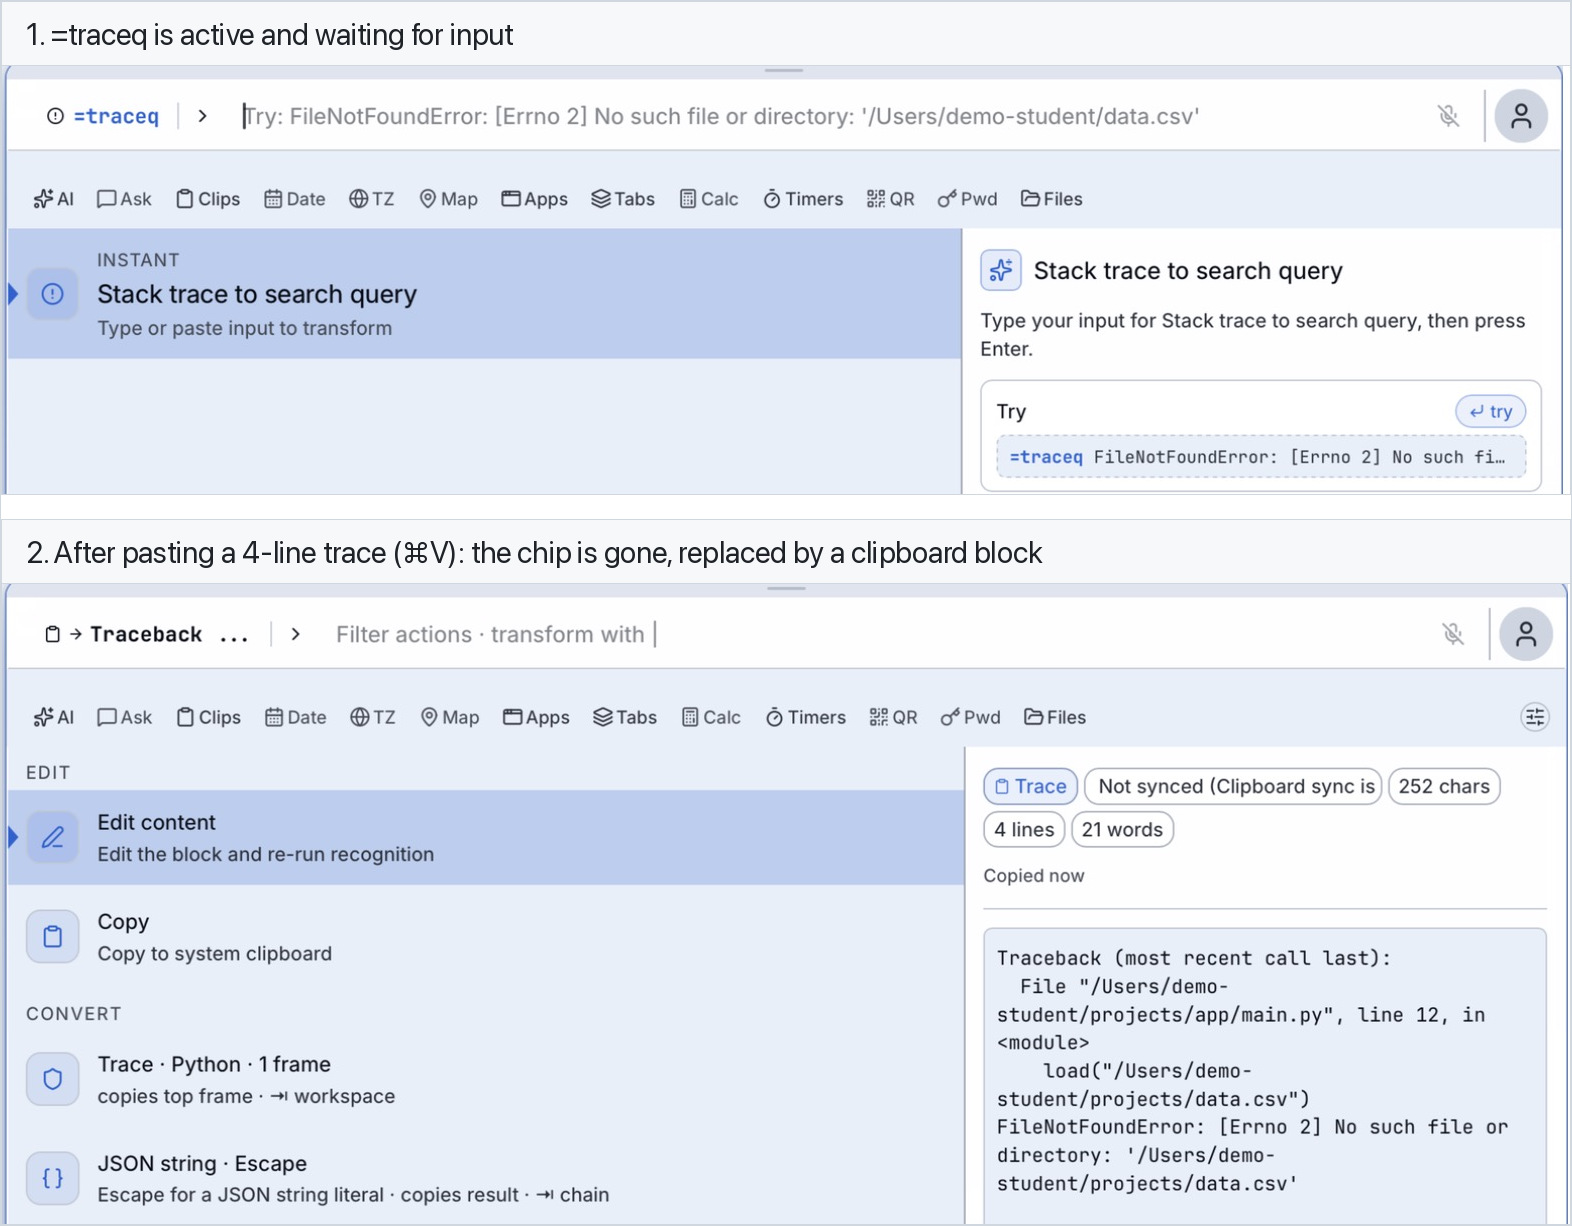 1. =traceq is active and waiting for input
=traceq
Try: FileNotFoundError: [Errno 2] No such file or directory: '/Users/demo-student/data.csv'
AI Ask Clips Date TZ Map Apps Tabs Calc Timers QR Pwd Files
INSTANT
Stack trace to search query
Type or paste input to transform
Stack trace to search query
Type your input for Stack trace to search query, then press
Enter.
Try
↵ try
=traceq FileNotFoundError: [Errno 2] No such fi…
2. After pasting a 4-line trace (⌘V): the chip is gone, replaced by a clipboard block
→ Traceback ...
Filter actions · transform with
AI Ask Clips Date TZ Map Apps Tabs Calc Timers QR Pwd Files
EDIT
Edit content
Edit the block and re-run recognition
Copy
Copy to system clipboard
CONVERT
Trace · Python · 1 frame
copies top frame · ⇥ workspace
JSON string · Escape
Escape for a JSON string literal · copies result · ⇥ chain
Trace
Not synced (Clipboard sync is
252 chars
4 lines
21 words
Copied now
Traceback (most recent call last):
File "/Users/demo-
student/projects/app/main.py", line 12, in
<module>
load("/Users/demo-
student/projects/data.csv")
FileNotFoundError: [Errno 2] No such file or
directory: '/Users/demo-
student/projects/data.csv'